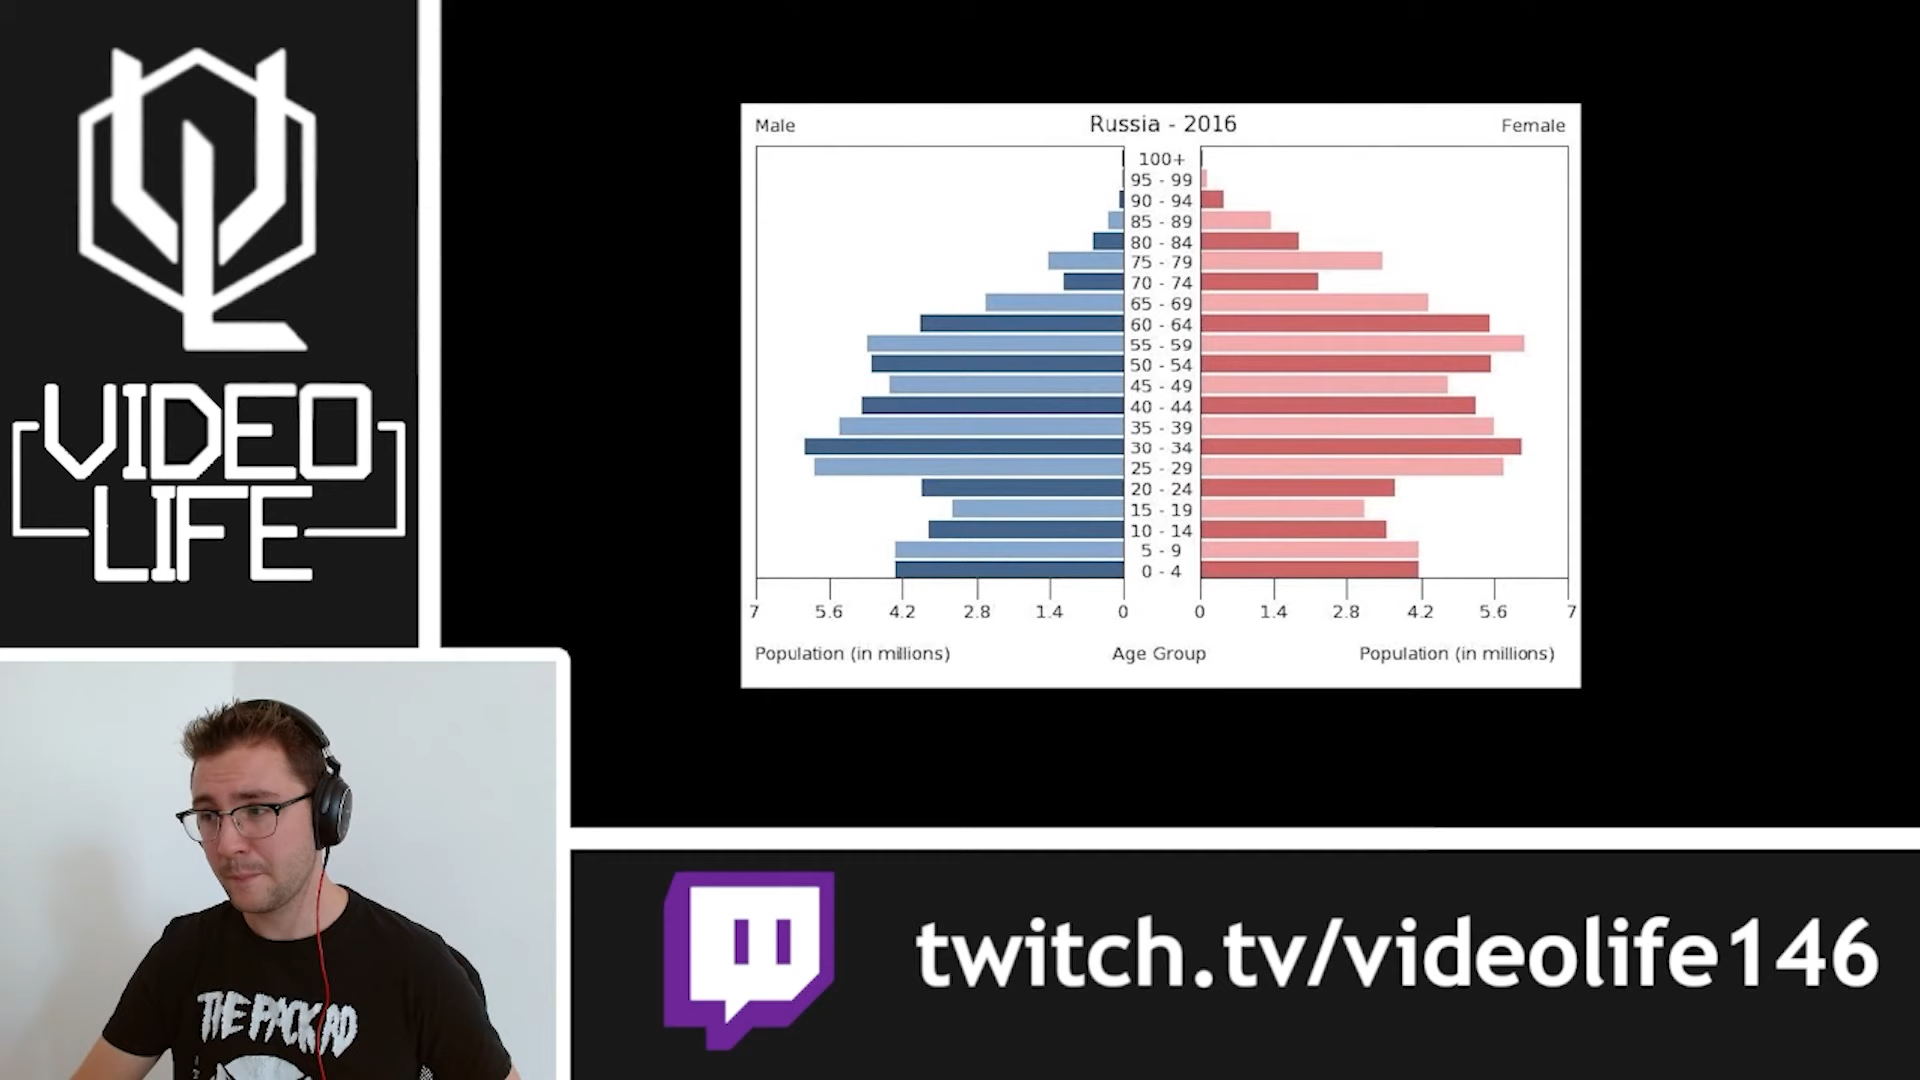 VIDEO
LIFE
Male
Russia - 2016
Female
100+
95 - 99
90 - 94
85 - 89
80 - 84
75 - 79
70 - 74
65 - 69
60 - 64
55 - 59
50 - 54
45 - 49
40 - 44
35 - 39
30 - 34
25 - 29
20 - 24
15 - 19
10 - 14
5 - 9
0 - 4
7 5.6 4.2 2.8 1.4 0 0 1.4 2.8 4.2 5.6 7
Population (in millions) Age Group Population (in millions)
THE PACK AD
twitch.tv/videolife146